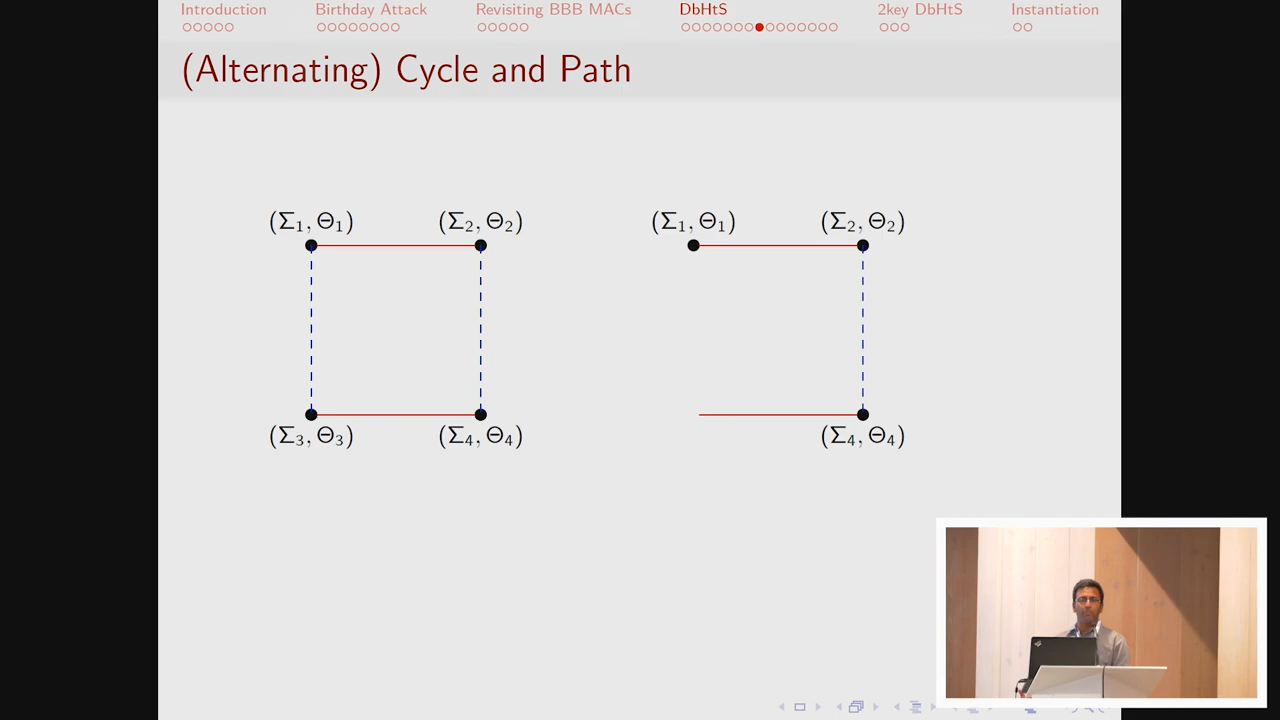 Introduction Birthday Attack Revisiting BBB MACs DbHtS 2key DbHtS Instantiation
(Alternating) Cycle and Path
(Σ₁, Θ₁) (Σ₂, Θ₂) (Σ₁, Θ₁) (Σ₂, Θ₂)
(Σ₃, Θ₃) (Σ₄, Θ₄) (Σ₄, Θ₄)